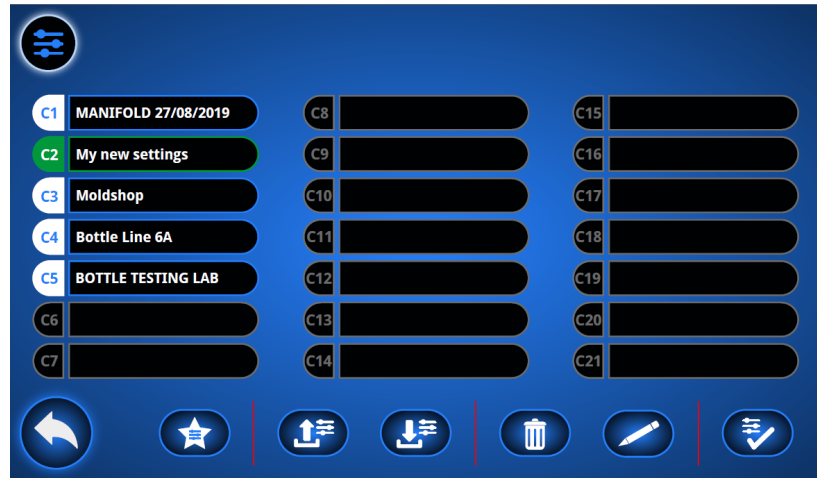 C1 MANIFOLD 27/08/2019
C2 My new settings
C3 Moldshop
C4 Bottle Line 6A
C5 BOTTLE TESTING LAB
C6
C7
C8
C9
C10
C11
C12
C13
C14
C15
C16
C17
C18
C19
C20
C21